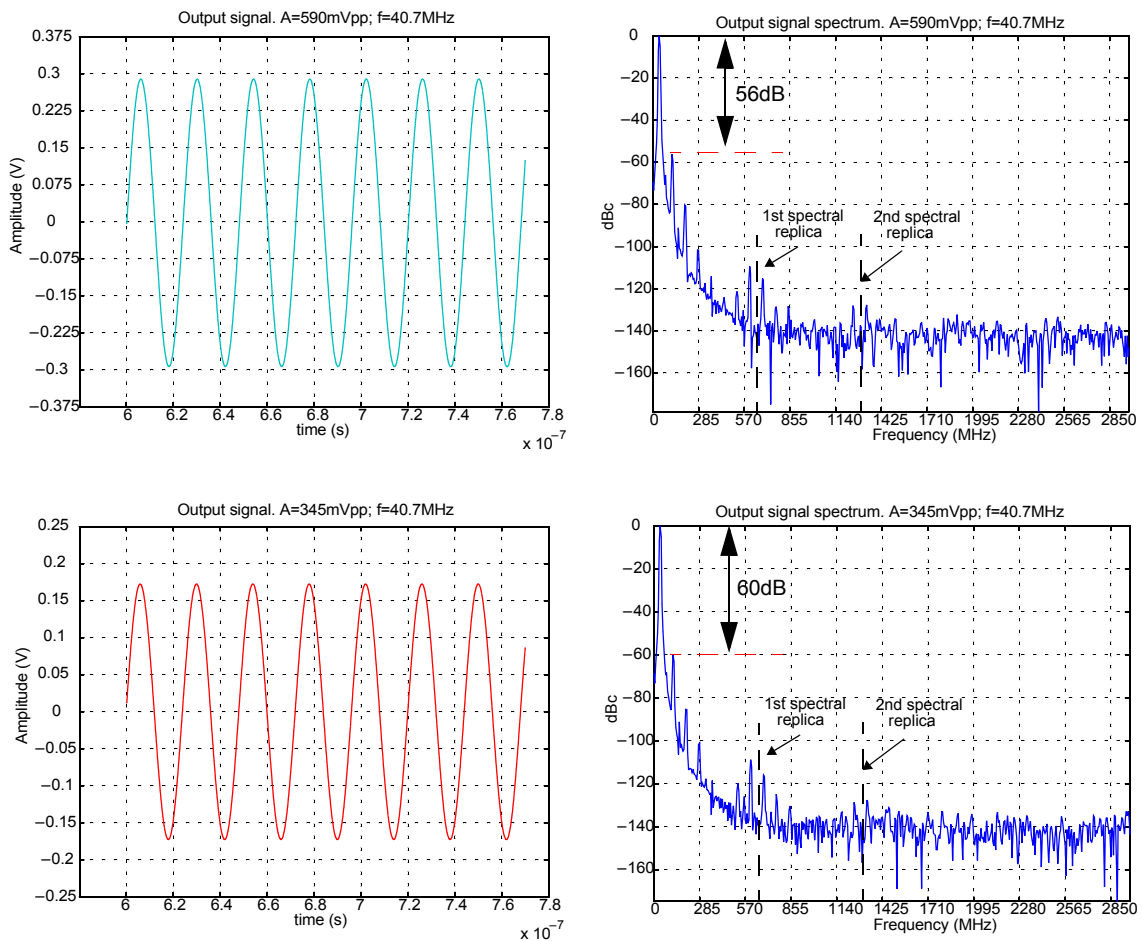 Output signal. A=590mVpp; f=40.7MHz
0.375
0.3
0.225
0.15
0.075
0
−0.075
−0.15
−0.225
−0.3
−0.375
Amplitude (V)
6 6.2 6.4 6.6 6.8 7 7.2 7.4 7.6 7.8
time (s)
x 10⁻⁷
Output signal spectrum. A=590mVpp; f=40.7MHz
0
−20
−40
−60
−80
−100
−120
−140
−160
dBc
56dB
1st spectral
replica
2nd spectral
replica
0 285 570 855 1140 1425 1710 1995 2280 2565 2850
Frequency (MHz)
Output signal. A=345mVpp; f=40.7MHz
0.25
0.2
0.15
0.1
0.05
0
−0.05
−0.1
−0.15
−0.2
−0.25
Amplitude (V)
6 6.2 6.4 6.6 6.8 7 7.2 7.4 7.6 7.8
time (s)
x 10⁻⁷
Output signal spectrum. A=345mVpp; f=40.7MHz
0
−20
−40
−60
−80
−100
−120
−140
−160
dBc
60dB
1st spectral
replica
2nd spectral
replica
0 285 570 855 1140 1425 1710 1995 2280 2565 2850
Frequency (MHz)